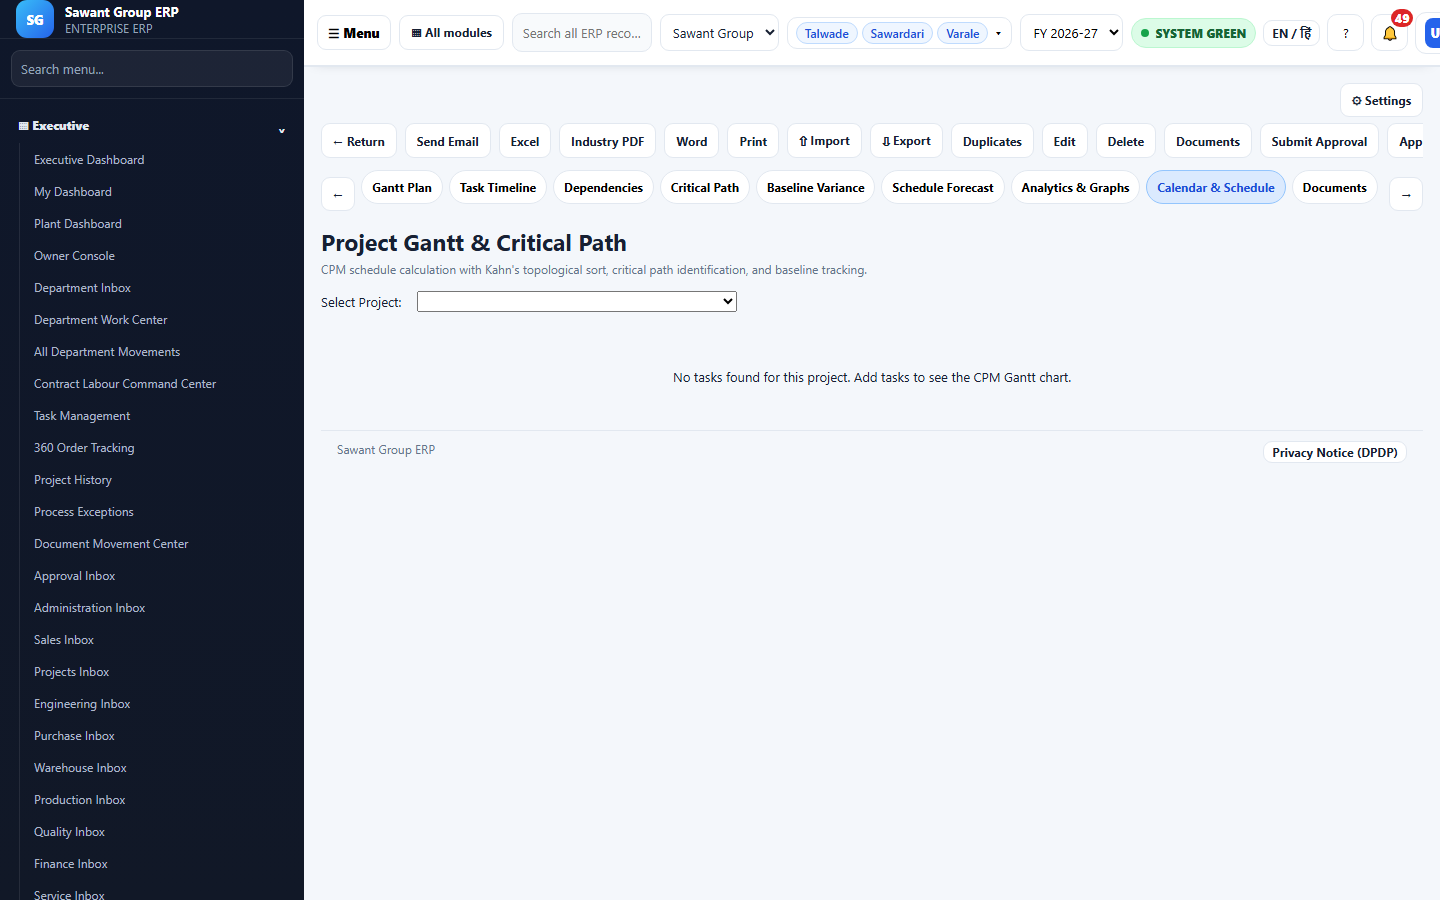 SG
Sawant Group ERP
ENTERPRISE ERP
Search menu...
Executive
Executive Dashboard
My Dashboard
Plant Dashboard
Owner Console
Department Inbox
Department Work Center
All Department Movements
Contract Labour Command Center
Task Management
360 Order Tracking
Project History
Process Exceptions
Document Movement Center
Approval Inbox
Administration Inbox
Sales Inbox
Projects Inbox
Engineering Inbox
Purchase Inbox
Warehouse Inbox
Production Inbox
Quality Inbox
Finance Inbox
Service Inbox
☰ Menu All modules Search all ERP reco... Sawant Group Talwade Sawardari Varale FY 2026-27 SYSTEM GREEN EN / हिं ? 49 U
⚙ Settings
← Return Send Email Excel Industry PDF Word Print ⇧ Import ⇩ Export Duplicates Edit Delete Documents Submit Approval App
← Gantt Plan Task Timeline Dependencies Critical Path Baseline Variance Schedule Forecast Analytics & Graphs Calendar & Schedule Documents →
Project Gantt & Critical Path
CPM schedule calculation with Kahn's topological sort, critical path identification, and baseline tracking.
Select Project:
No tasks found for this project. Add tasks to see the CPM Gantt chart.
Sawant Group ERP Privacy Notice (DPDP)